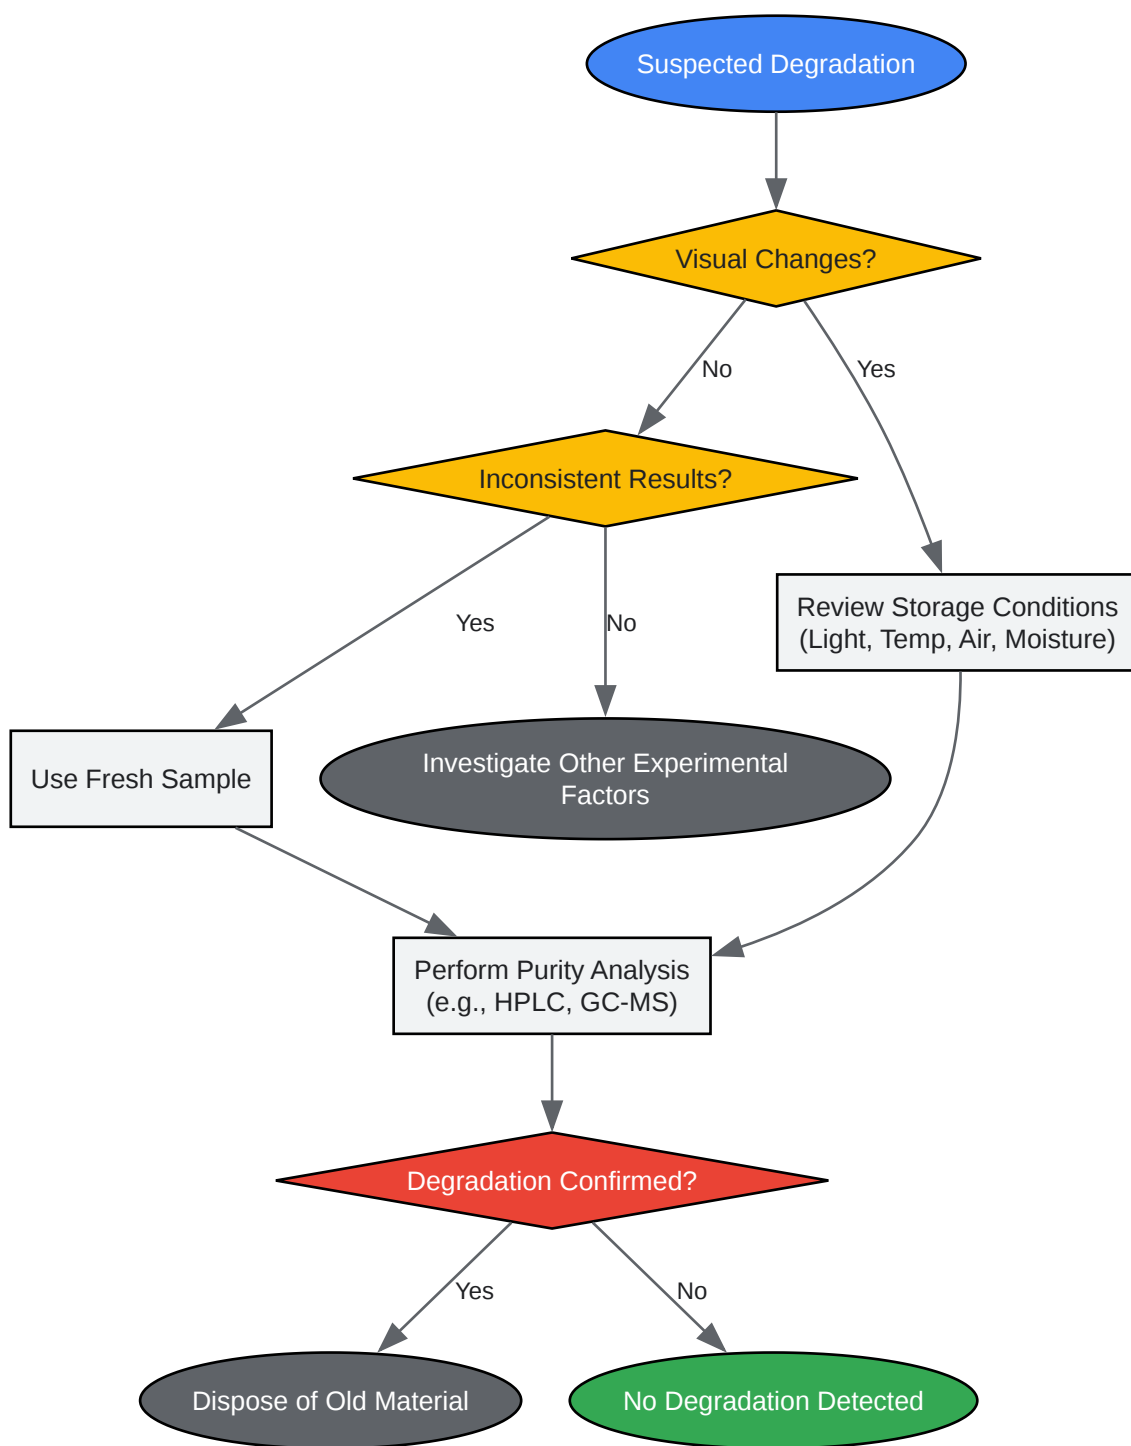 Suspected Degradation
Visual Changes?
No
Yes
Inconsistent Results?
Review Storage Conditions
(Light, Temp, Air, Moisture)
Yes
No
Use Fresh Sample
Investigate Other Experimental
Factors
Perform Purity Analysis
(e.g., HPLC, GC-MS)
Degradation Confirmed?
Yes
No
Dispose of Old Material
No Degradation Detected